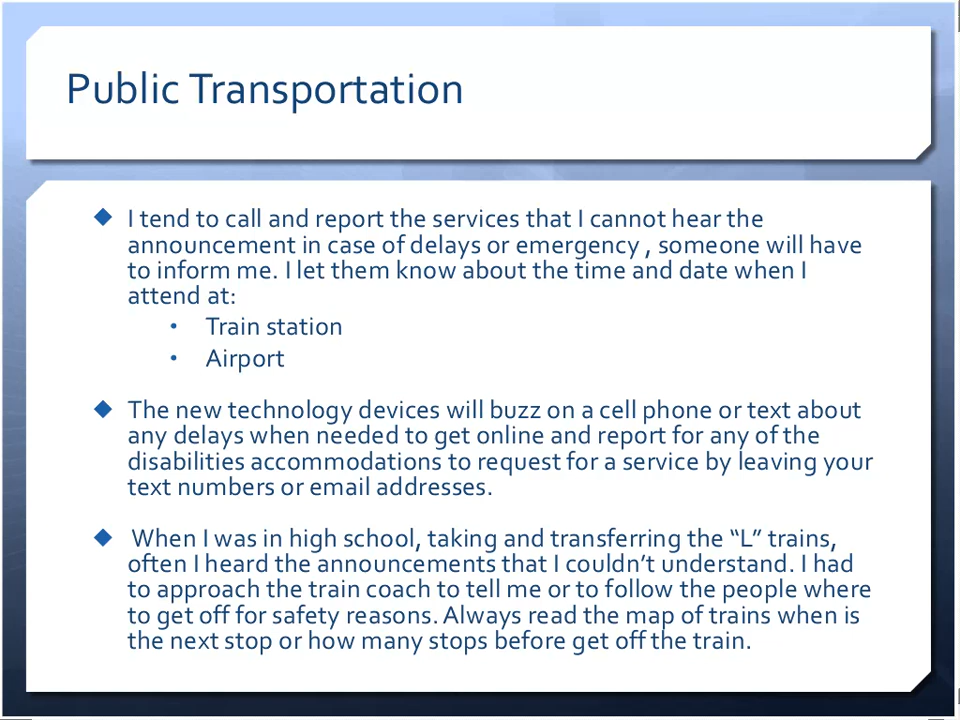 Public Transportation
I tend to call and report the services that I cannot hear the
announcement in case of delays or emergency , someone will have
to inform me. I let them know about the time and date when I
attend at:
• Train station
• Airport
The new technology devices will buzz on a cell phone or text about
any delays when needed to get online and report for any of the
disabilities accommodations to request for a service by leaving your
text numbers or email addresses.
When I was in high school, taking and transferring the “L” trains,
often I heard the announcements that I couldn’t understand. I had
to approach the train coach to tell me or to follow the people where
to get off for safety reasons. Always read the map of trains when is
the next stop or how many stops before get off the train.